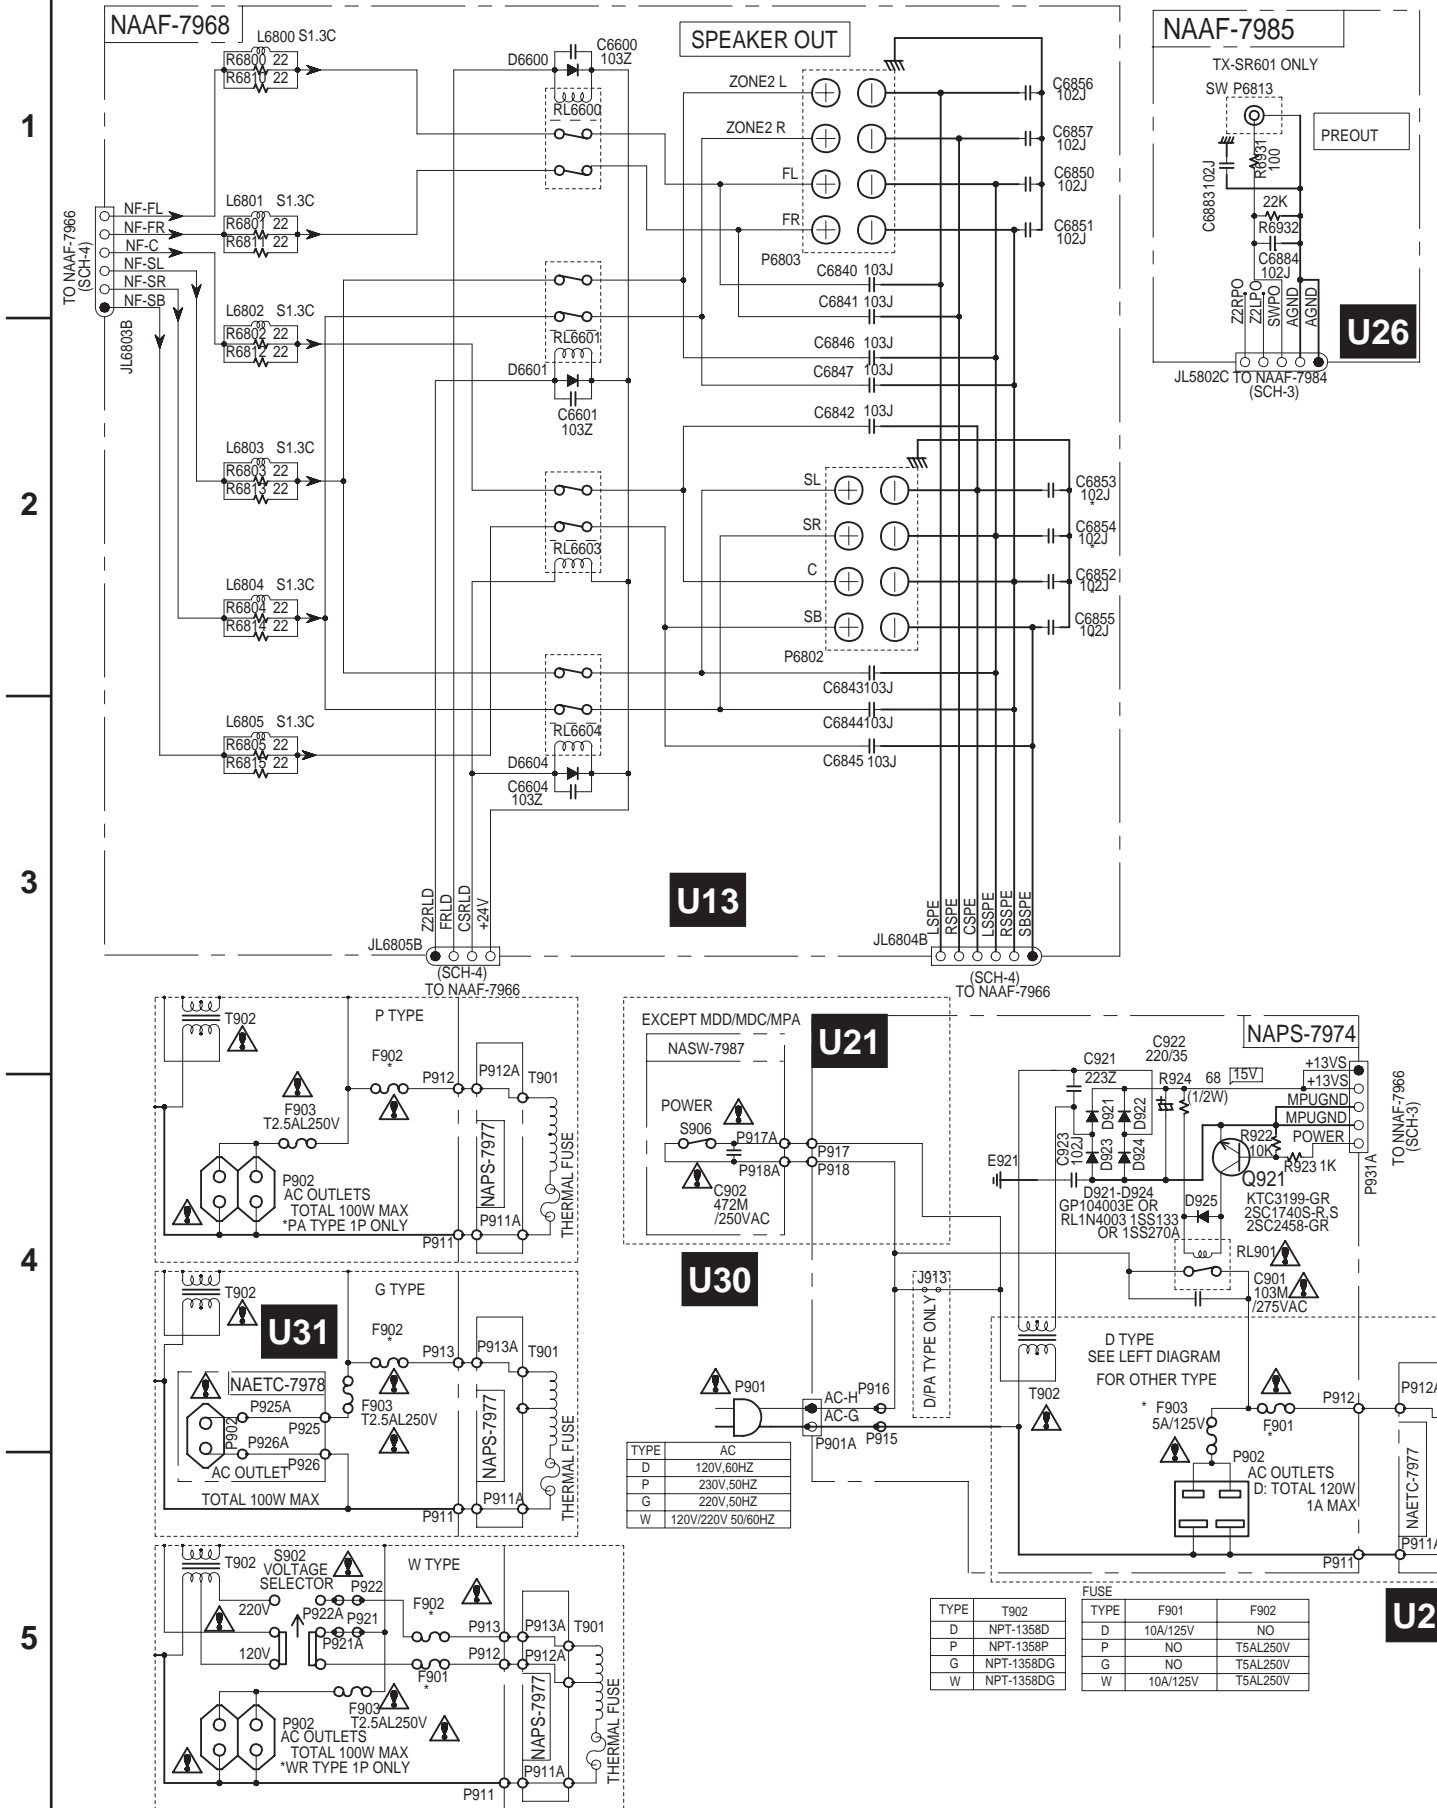 1
2
3
4
5
NAAF-7968
SPEAKER OUT
L6800 S1.3C
R6800 22
R6810 22
L6801 S1.3C
R6801 22
R6811 22
TO NAAF-7966
(SCH-4)
NF-FL
NF-FR
NF-C
NF-SL
NF-SR
NF-SB
JL6803B
L6802 S1.3C
R6802 22
R6812 22
L6803 S1.3C
R6803 22
R6813 22
L6804 S1.3C
R6804 22
R6814 22
L6805 S1.3C
R6805 22
R6815 22
D6600
C6600
103Z
RL6600
RL6601
D6601
C6601
103Z
RL6603
RL6604
D6604
C6604
103Z
ZONE2 L
ZONE2 R
FL
FR
P6803
C6856
102J
C6857
102J
C6850
102J
C6851
102J
C6840 103J
C6841 103J
C6846 103J
C6847 103J
C6842 103J
SL
SR
C
SB
P6802
C6853
102J
*
C6854
102J
*
C6852
102J
C6855
102J
C6843103J
C6844103J
C6845 103J
U13
Z2RLD
FRLD
CSRLD
+24V
JL6805B
(SCH-4)
TO NAAF-7966
LSPE
RSPE
CSPE
LSSPE
RSSPE
SBSPE
JL6804B
(SCH-4)
TO NAAF-7966
NAAF-7985
TX-SR601 ONLY
SW P6813
PREOUT
R6931
100
C6883102J
22K
R6932
C6884
102J
Z2RPO
Z2LPO
SWPO
AGND
AGND
U26
JL5802C TO NAAF-7984
(SCH-3)
T902
P TYPE
F902
*
P912
P912A
T901
F903
T2.5AL250V
P902
AC OUTLETS
TOTAL 100W MAX
*PA TYPE 1P ONLY
NAPS-7977
THERMAL FUSE
P911
P911A
T902
G TYPE
U31
F902
*
P913
P913A
T901
NAETC-7978
P925A
P925
P902
P926A
P926
AC OUTLET
TOTAL 100W MAX
F903
T2.5AL250V
NAPS-7977
THERMAL FUSE
P911
P911A
T902
S902
VOLTAGE
SELECTOR
W TYPE
220V
120V
P922
P922A
P921
P921A
F902
*
P913
P913A
T901
P912
P912A
F901
*
F903
T2.5AL250V
P902
AC OUTLETS
TOTAL 100W MAX
*WR TYPE 1P ONLY
NAPS-7977
THERMAL FUSE
P911
P911A
EXCEPT MDD/MDC/MPA
NASW-7987
U21
POWER
S906
P917A
P917
P918A
P918
C902
472M
/250VAC
U30
J913
D/PA TYPE ONLY
P901
AC-H
AC-G
P916
P915
P901A
TYPE AC
D 120V,60HZ
P 230V,50HZ
G 220V,50HZ
W 120V/220V 50/60HZ
NAPS-7974
C921
223Z
C922
220/35
R924
68
(1/2W)
15V
+13VS
+13VS
MPUGND
MPUGND
POWER
TO NNAF-7966
(SCH-3)
P931A
D921
D922
D923
D924
C923
102J
E921
R922
10K
R923 1K
Q921
D921-D924
GP104003E OR
RL1N4003 1SS133
OR 1SS270A
D925
KTC3199-GR
2SC1740S-R,S
2SC2458-GR
RL901
C901
103M
/275VAC
T902
D TYPE
SEE LEFT DIAGRAM
FOR OTHER TYPE
* F903
5A/125V
F901
*
P912
P912A
P902
AC OUTLETS
D: TOTAL 120W
1A MAX
NAETC-7977
P911
P911A
U2
TYPE T902
D NPT-1358D
P NPT-1358P
G NPT-1358DG
W NPT-1358DG
FUSE
TYPE F901 F902
D 10A/125V NO
P NO T5AL250V
G NO T5AL250V
W 10A/125V T5AL250V